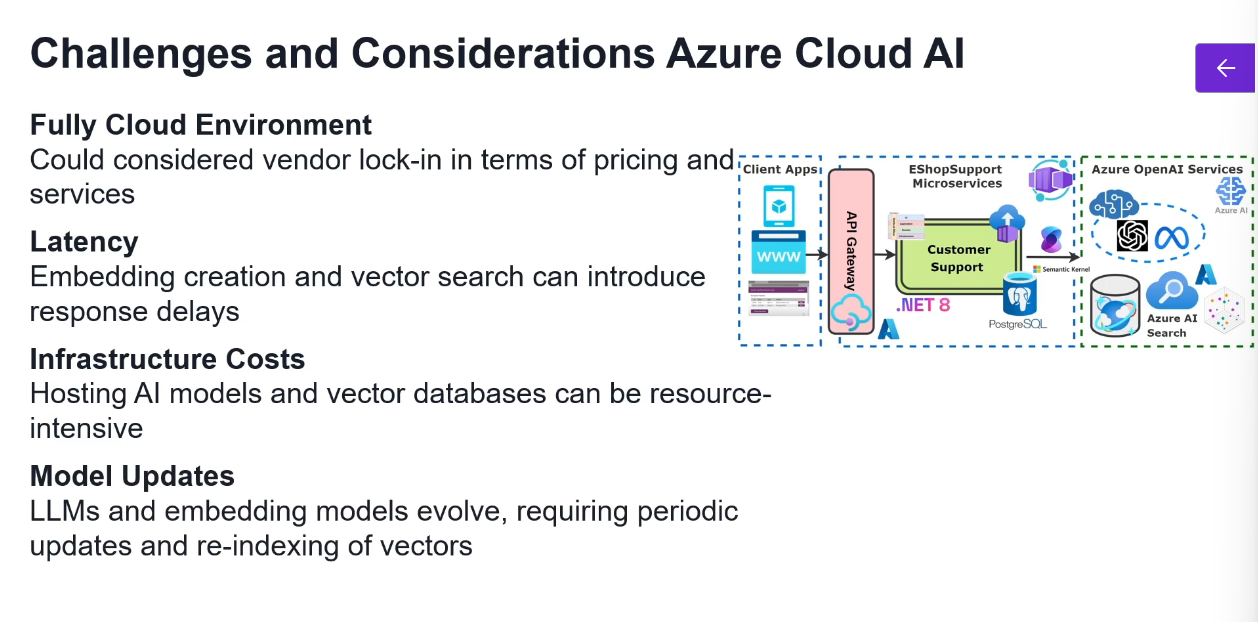 Challenges and Considerations Azure Cloud AI
Fully Cloud Environment
Could considered vendor lock-in in terms of pricing and
services
Latency
Embedding creation and vector search can introduce
response delays
Infrastructure Costs
Hosting AI models and vector databases can be resource-
intensive
Model Updates
LLMs and embedding models evolve, requiring periodic
updates and re-indexing of vectors
Client Apps
WWW
API Gateway
EShopSupport
Microservices
Customer
Support
.NET 8
PostgreSQL
Semantic Kernel
Azure OpenAI Services
Azure AI
Azure AI
Search